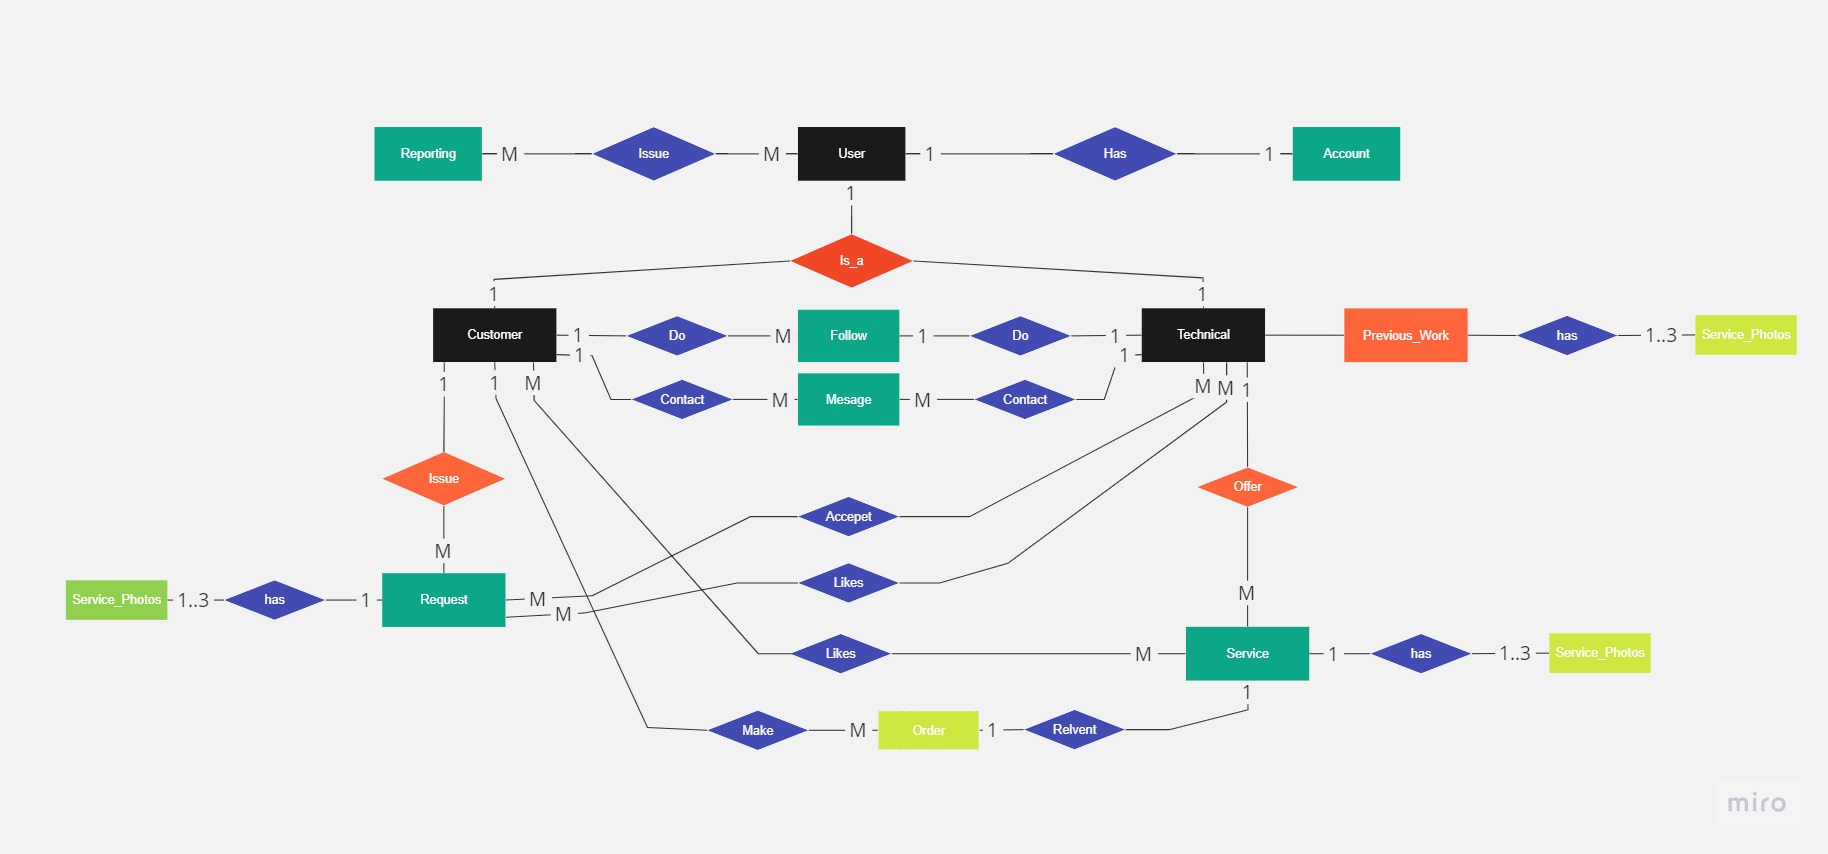 Reporting M Issue M User 1 Has 1 Account
1
Is_a
1 1
Customer 1 Do M Follow 1 Do 1 Technical Previous_Work has 1..3 Service_Photos
1 1
1 1 M M M 1
Contact M Mesage M Contact
Issue Offer
Accepet
M
Likes
M
Service_Photos 1..3 has 1 Request M
M
Likes M Service 1 has 1..3 Service_Photos
1
Make M Order 1 Relvent
miro